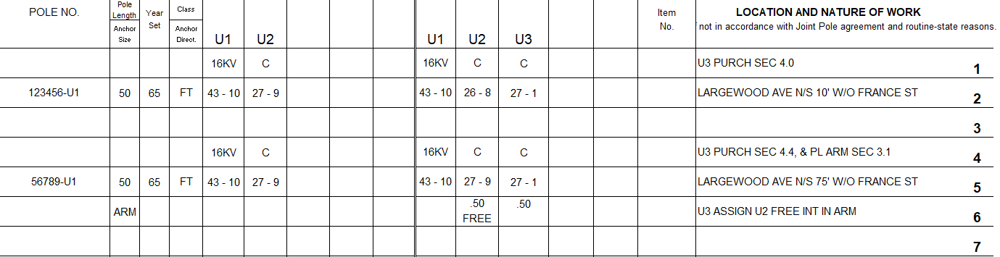 POLE NO. Pole Length Year Set Class Item No. LOCATION AND NATURE OF WORK
Anchor Size Anchor Direct. U1 U2 U1 U2 U3 f not in accordance with Joint Pole agreement and routine-state reasons.
16KV C 16KV C C U3 PURCH SEC 4.0 1
123456-U1 50 65 FT 43 - 10 27 - 9 43 - 10 26 - 8 27 - 1 LARGEWOOD AVE N/S 10' W/O FRANCE ST 2
3
16KV C 16KV C C U3 PURCH SEC 4.4, & PL ARM SEC 3.1 4
56789-U1 50 65 FT 43 - 10 27 - 9 43 - 10 27 - 9 27 - 1 LARGEWOOD AVE N/S 75' W/O FRANCE ST 5
ARM .50 FREE .50 U3 ASSIGN U2 FREE INT IN ARM 6
7